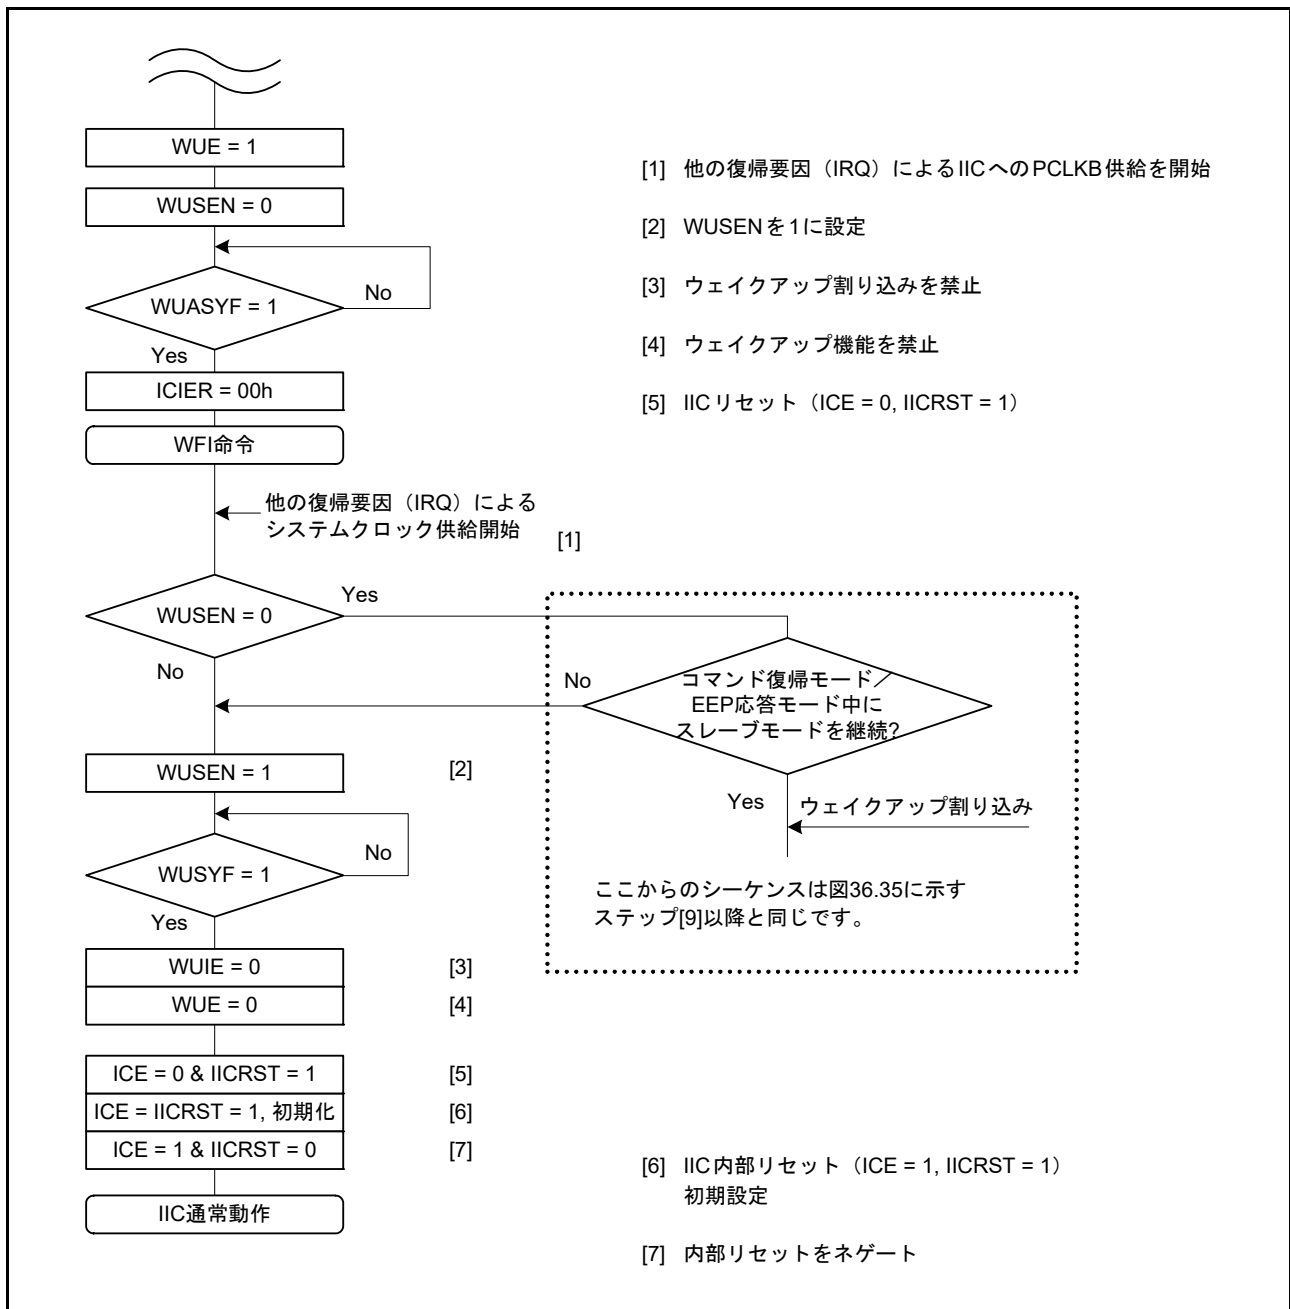 WUE = 1
[1] 他の復帰要因（IRQ）によるIICへのPCLKB供給を開始
WUSEN = 0
[2] WUSENを1に設定
[3] ウェイクアップ割り込みを禁止
WUASYF = 1
No
[4] ウェイクアップ機能を禁止
Yes
ICIER = 00h
[5] IICリセット（ICE = 0, IICRST = 1）
WFI命令
他の復帰要因（IRQ）による
システムクロック供給開始
[1]
WUSEN = 0
Yes
No
コマンド復帰モード／
EEP応答モード中に
スレーブモードを継続?
No
WUSEN = 1
[2]
Yes
ウェイクアップ割り込み
WUSYF = 1
No
Yes
ここからのシーケンスは図36.35に示す
ステップ[9]以降と同じです。
WUIE = 0
[3]
WUE = 0
[4]
ICE = 0 & IICRST = 1
[5]
ICE = IICRST = 1, 初期化
[6]
ICE = 1 & IICRST = 0
[7]
[6] IIC内部リセット（ICE = 1, IICRST = 1）
初期設定
IIC通常動作
[7] 内部リセットをネゲート